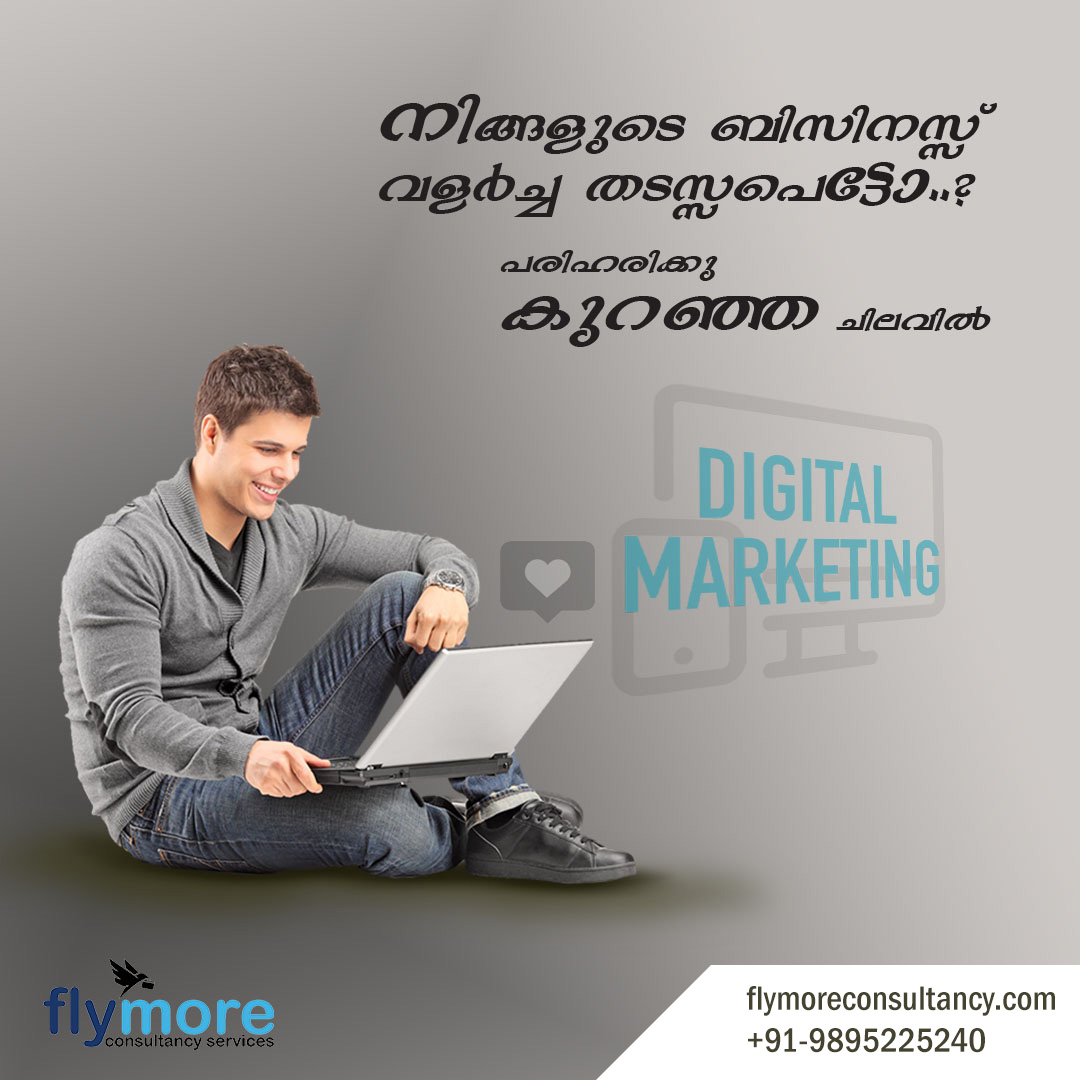 നിങ്ങളുടെ ബിസിനസ്സ്
വളർച്ച തടസ്സപെട്ടോ..?
പരിഹരിക്കു
കുറഞ്ഞ ചിലവിൽ
DIGITAL
MARKETING
flymore
consultancy services
flymoreconsultancy.com
+91-9895225240